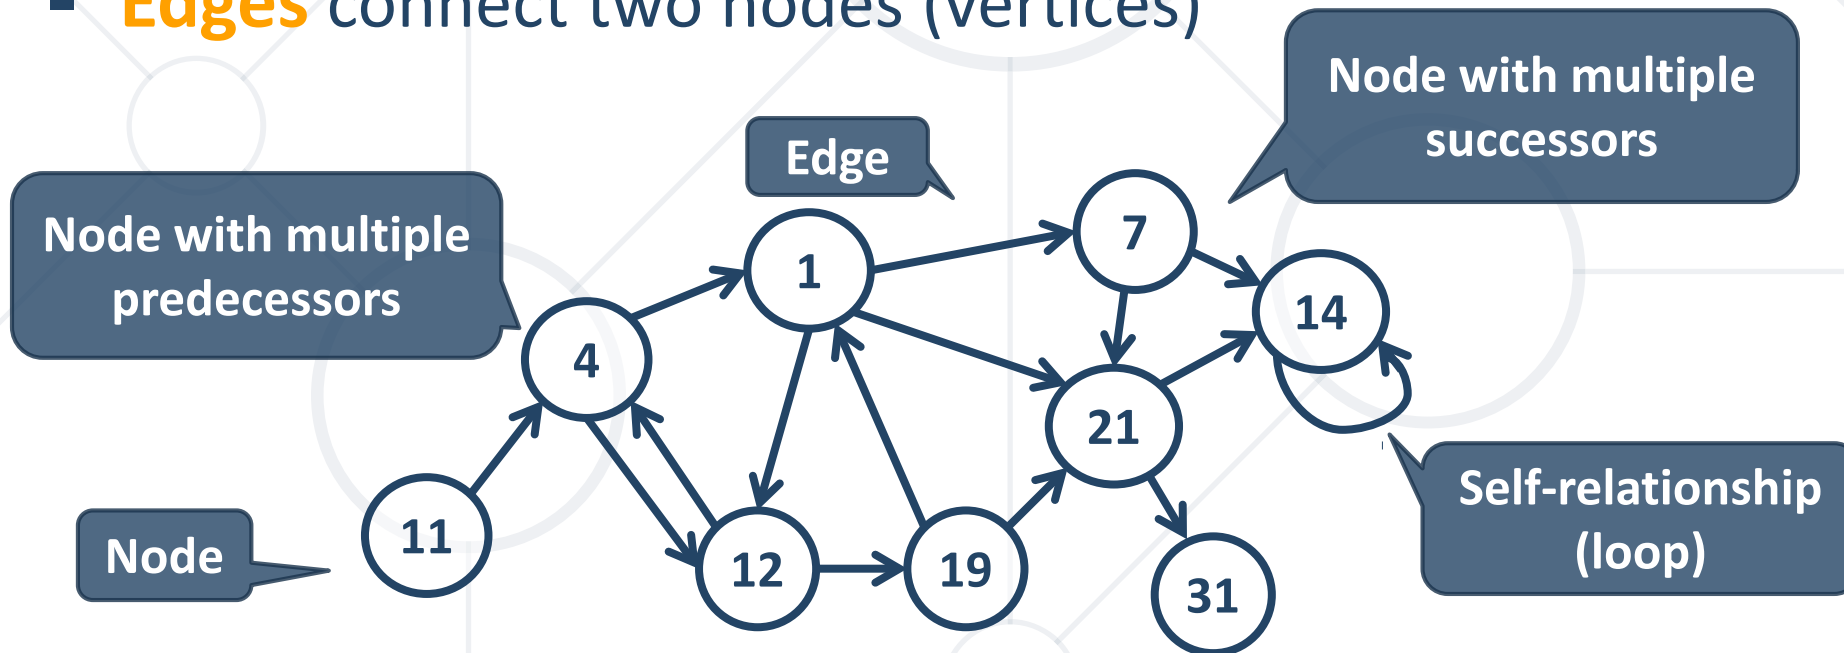 Edges connect two nodes (vertices)
Node with multiple
successors
Edge
Node with multiple
predecessors
7
1
14
4
21
Self-relationship
(loop)
11
Node
12
19
31